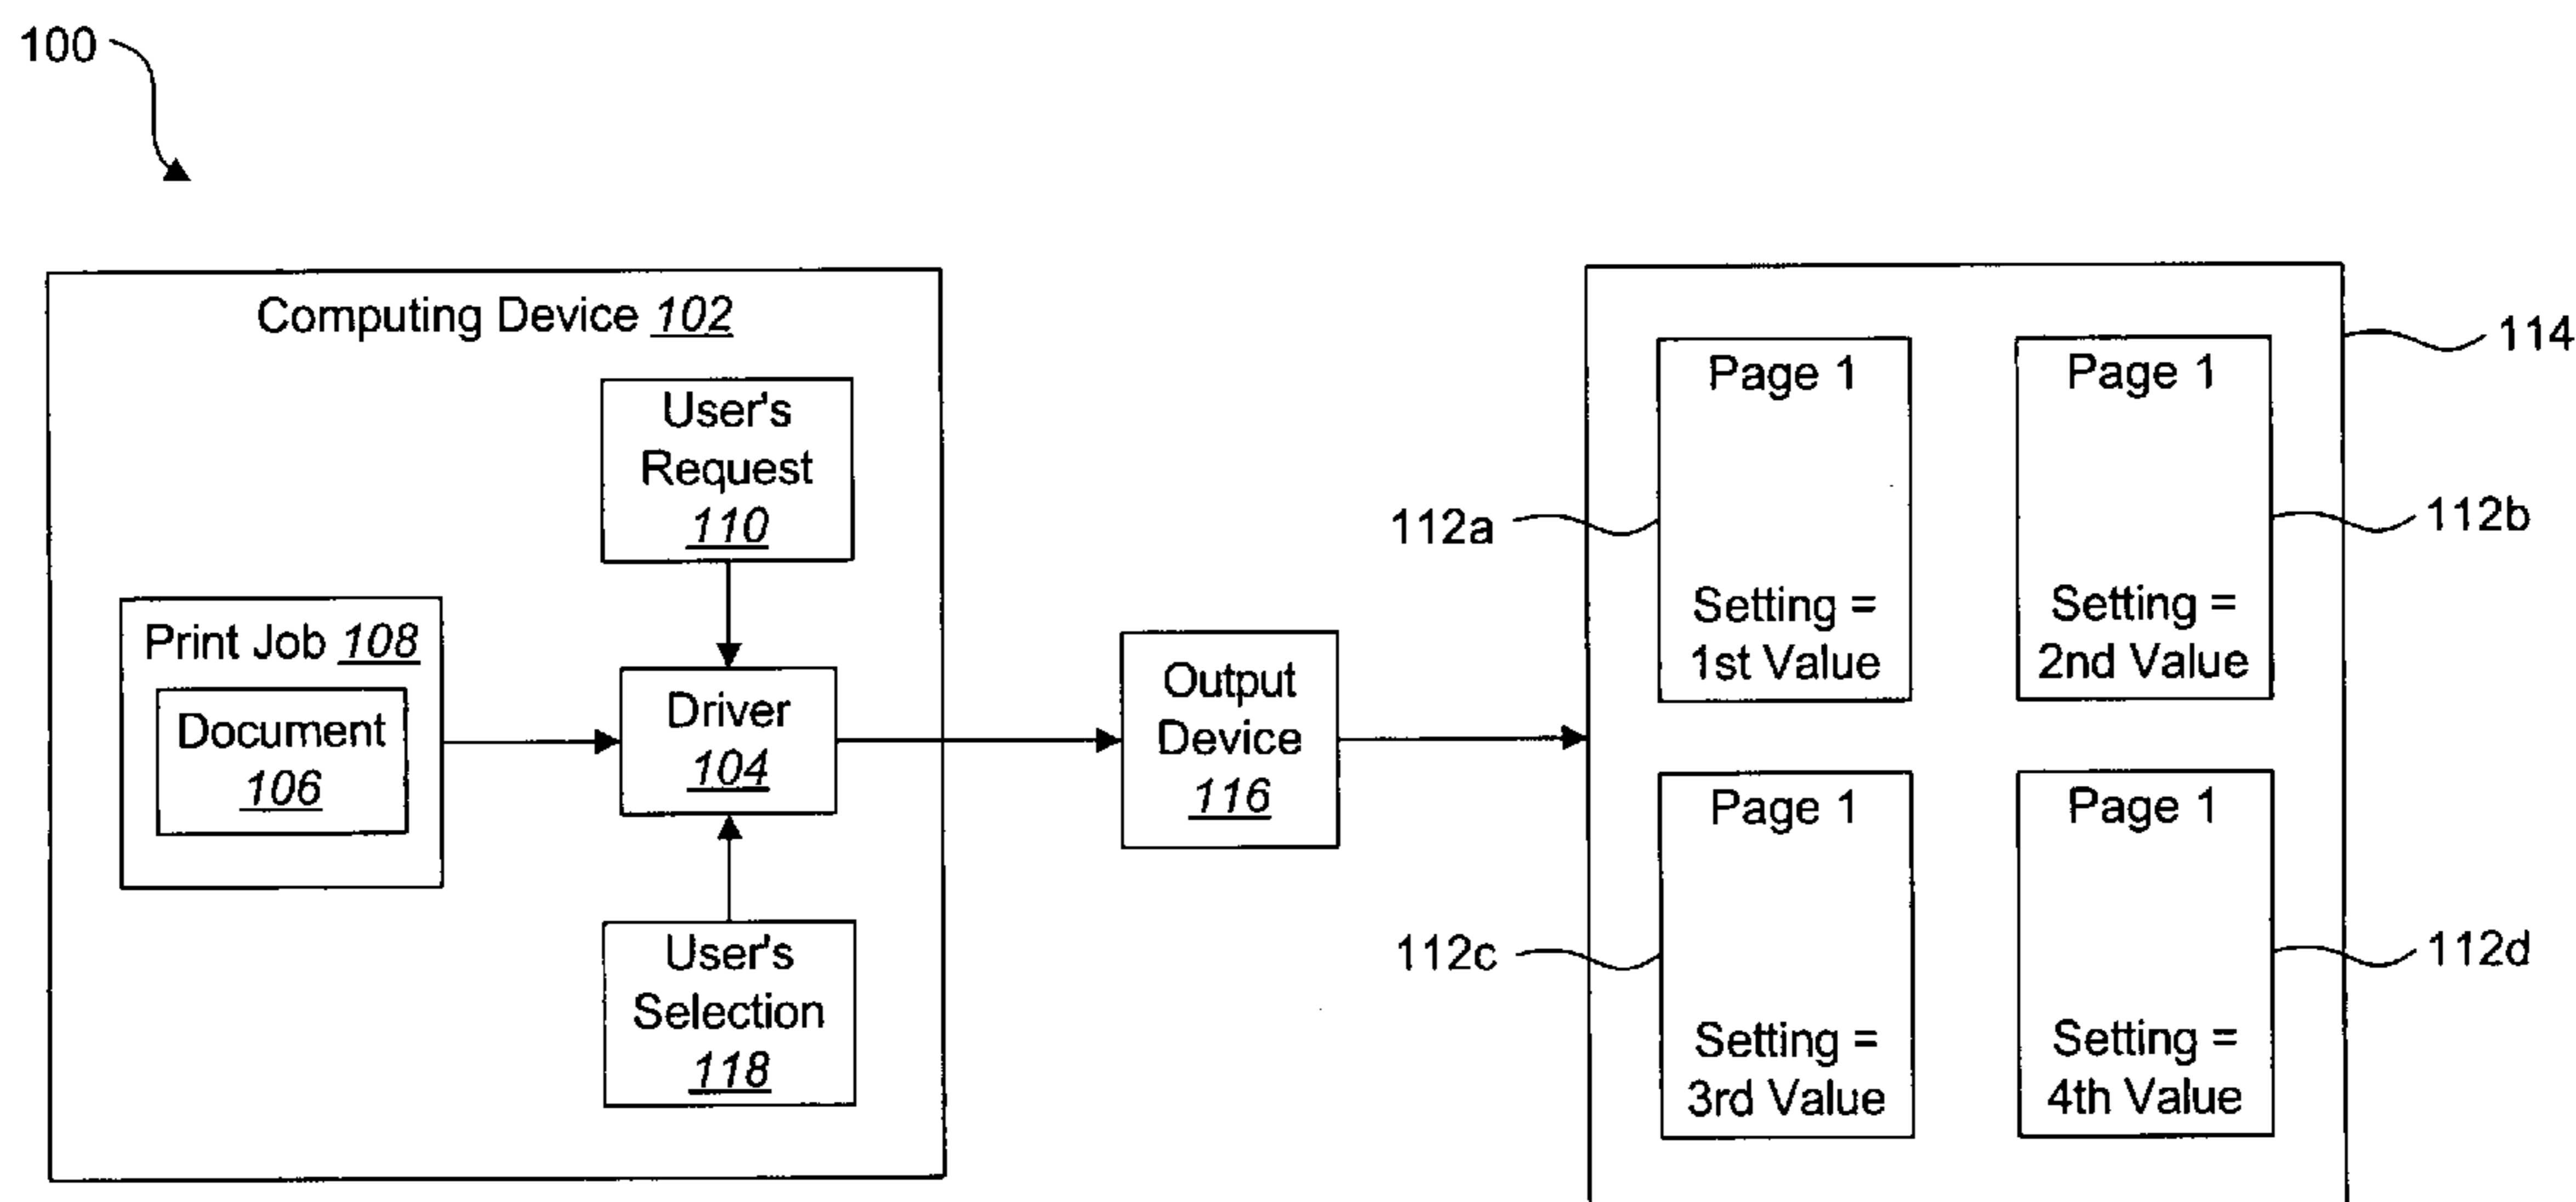 100
Computing Device 102
User's
Request
110
Print Job 108
Document
106
Driver
104
User's
Selection
118
Output
Device
116
114
Page 1
Setting =
1st Value
112a
Page 1
Setting =
2nd Value
112b
Page 1
Setting =
3rd Value
112c
Page 1
Setting =
4th Value
112d